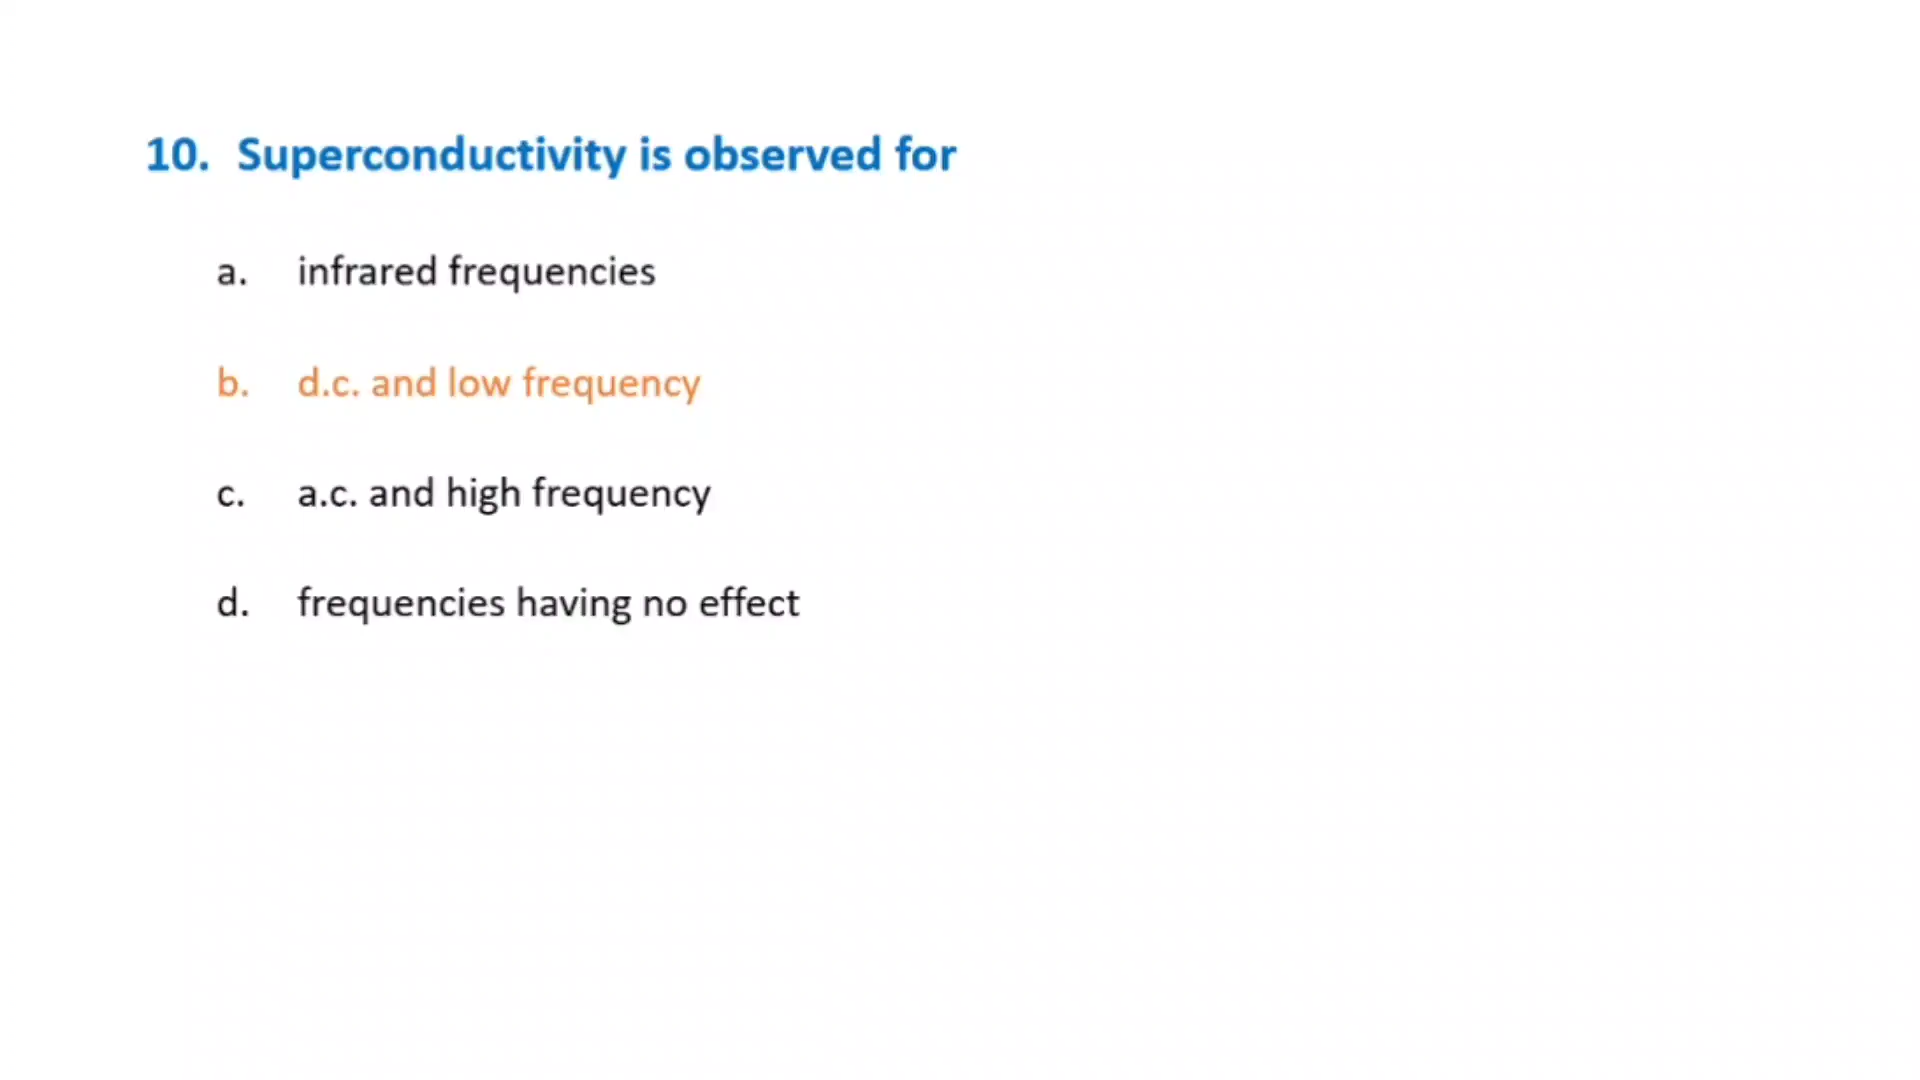 10. Superconductivity is observed for
a. infrared frequencies
b. d.c. and low frequency
c. a.c. and high frequency
d. frequencies having no effect